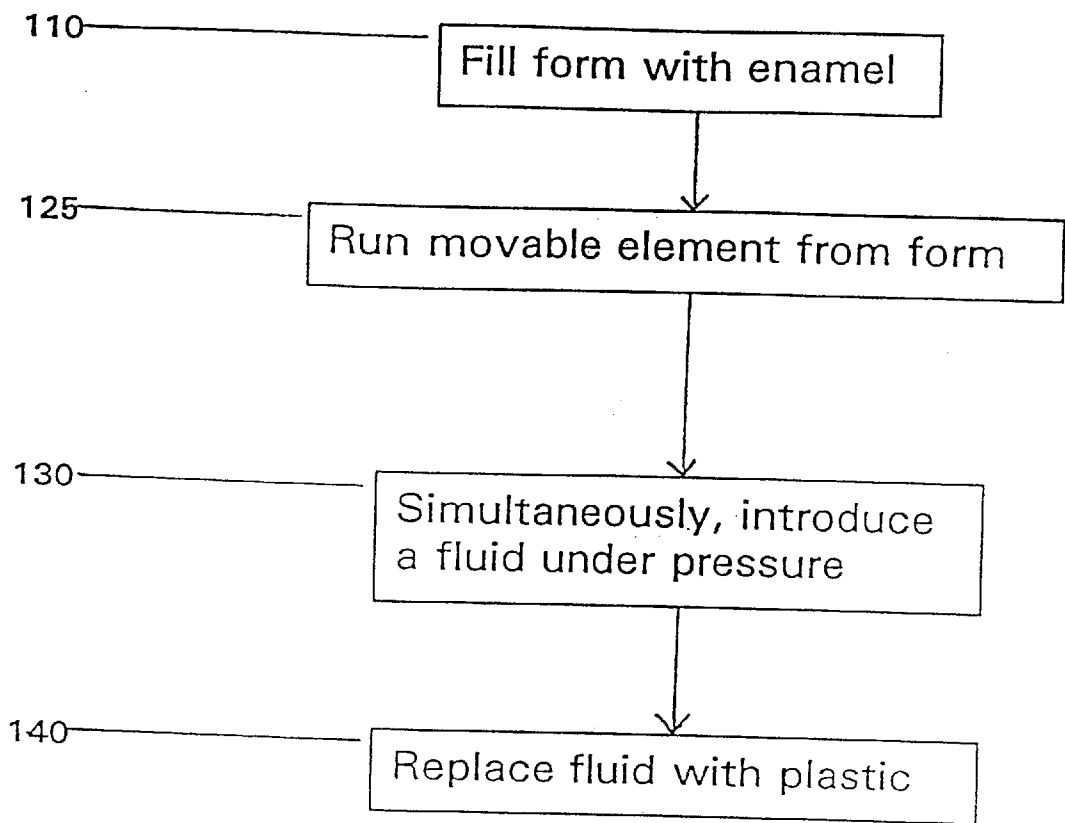 110
Fill form with enamel
125
Run movable element from form
130
Simultaneously, introduce
a fluid under pressure
140
Replace fluid with plastic